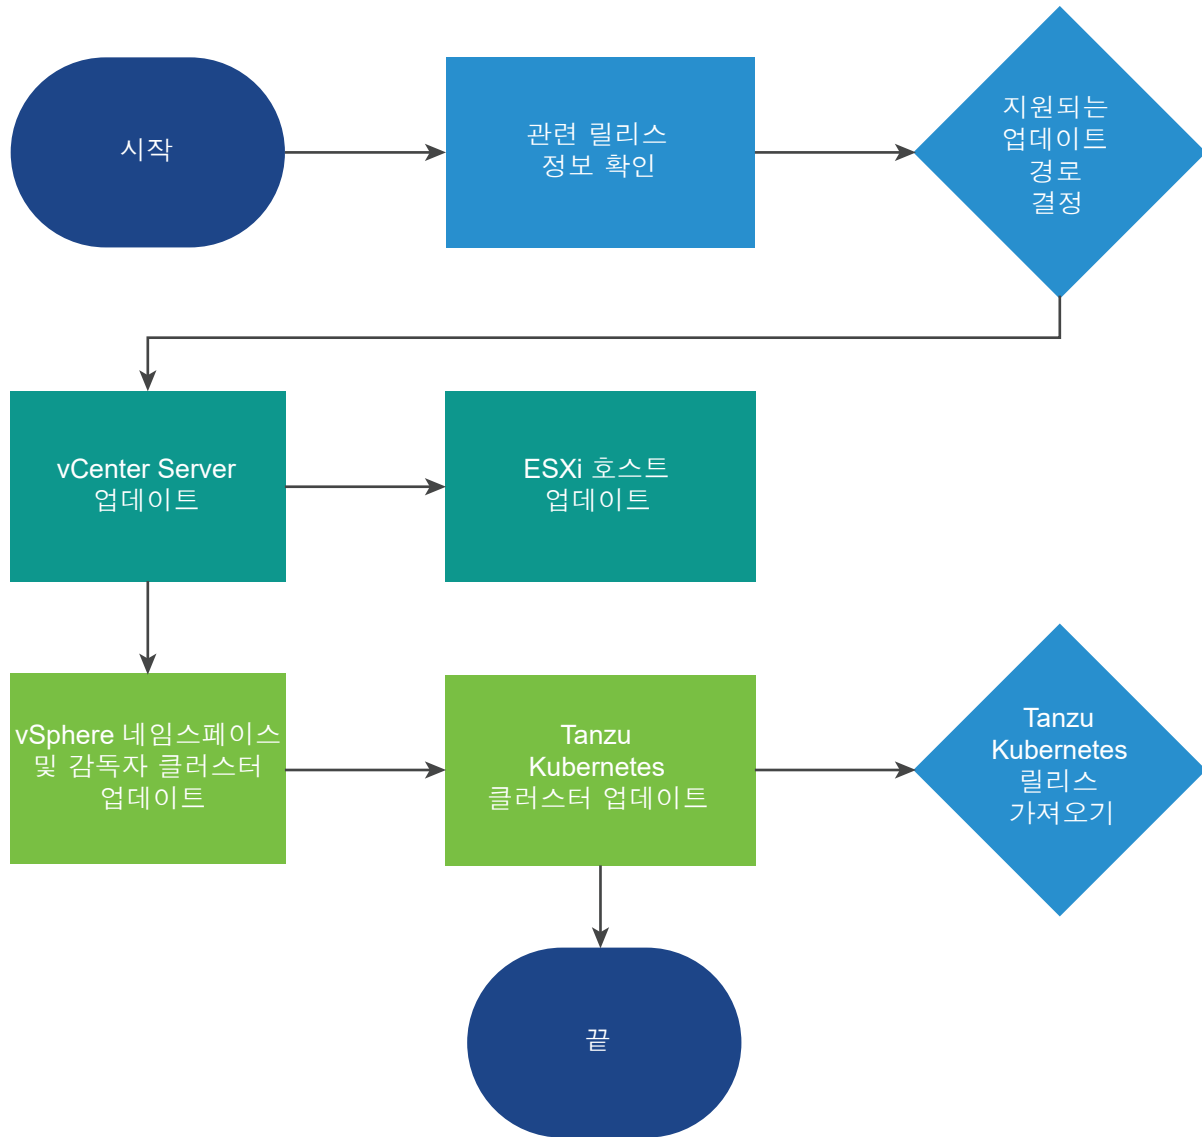 시작
관련 릴리스
정보 확인
지원되는
업데이트
경로
결정
vCenter Server
업데이트
ESXi 호스트
업데이트
vSphere 네임스페이스
및 감독자 클러스터
업데이트
Tanzu
Kubernetes
클러스터 업데이트
Tanzu
Kubernetes
릴리스
가져오기
끝